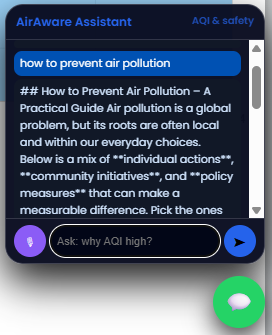 AirAware Assistant AQI & safety
how to prevent air pollution
## How to Prevent Air Pollution – A
Practical Guide Air pollution is a global
problem, but its roots are often local
and within our everyday choices.
Below is a mix of **individual actions**,
**community initiatives**, and **policy
measures** that can make a
measurable difference. Pick the ones
Ask: why AQI high?